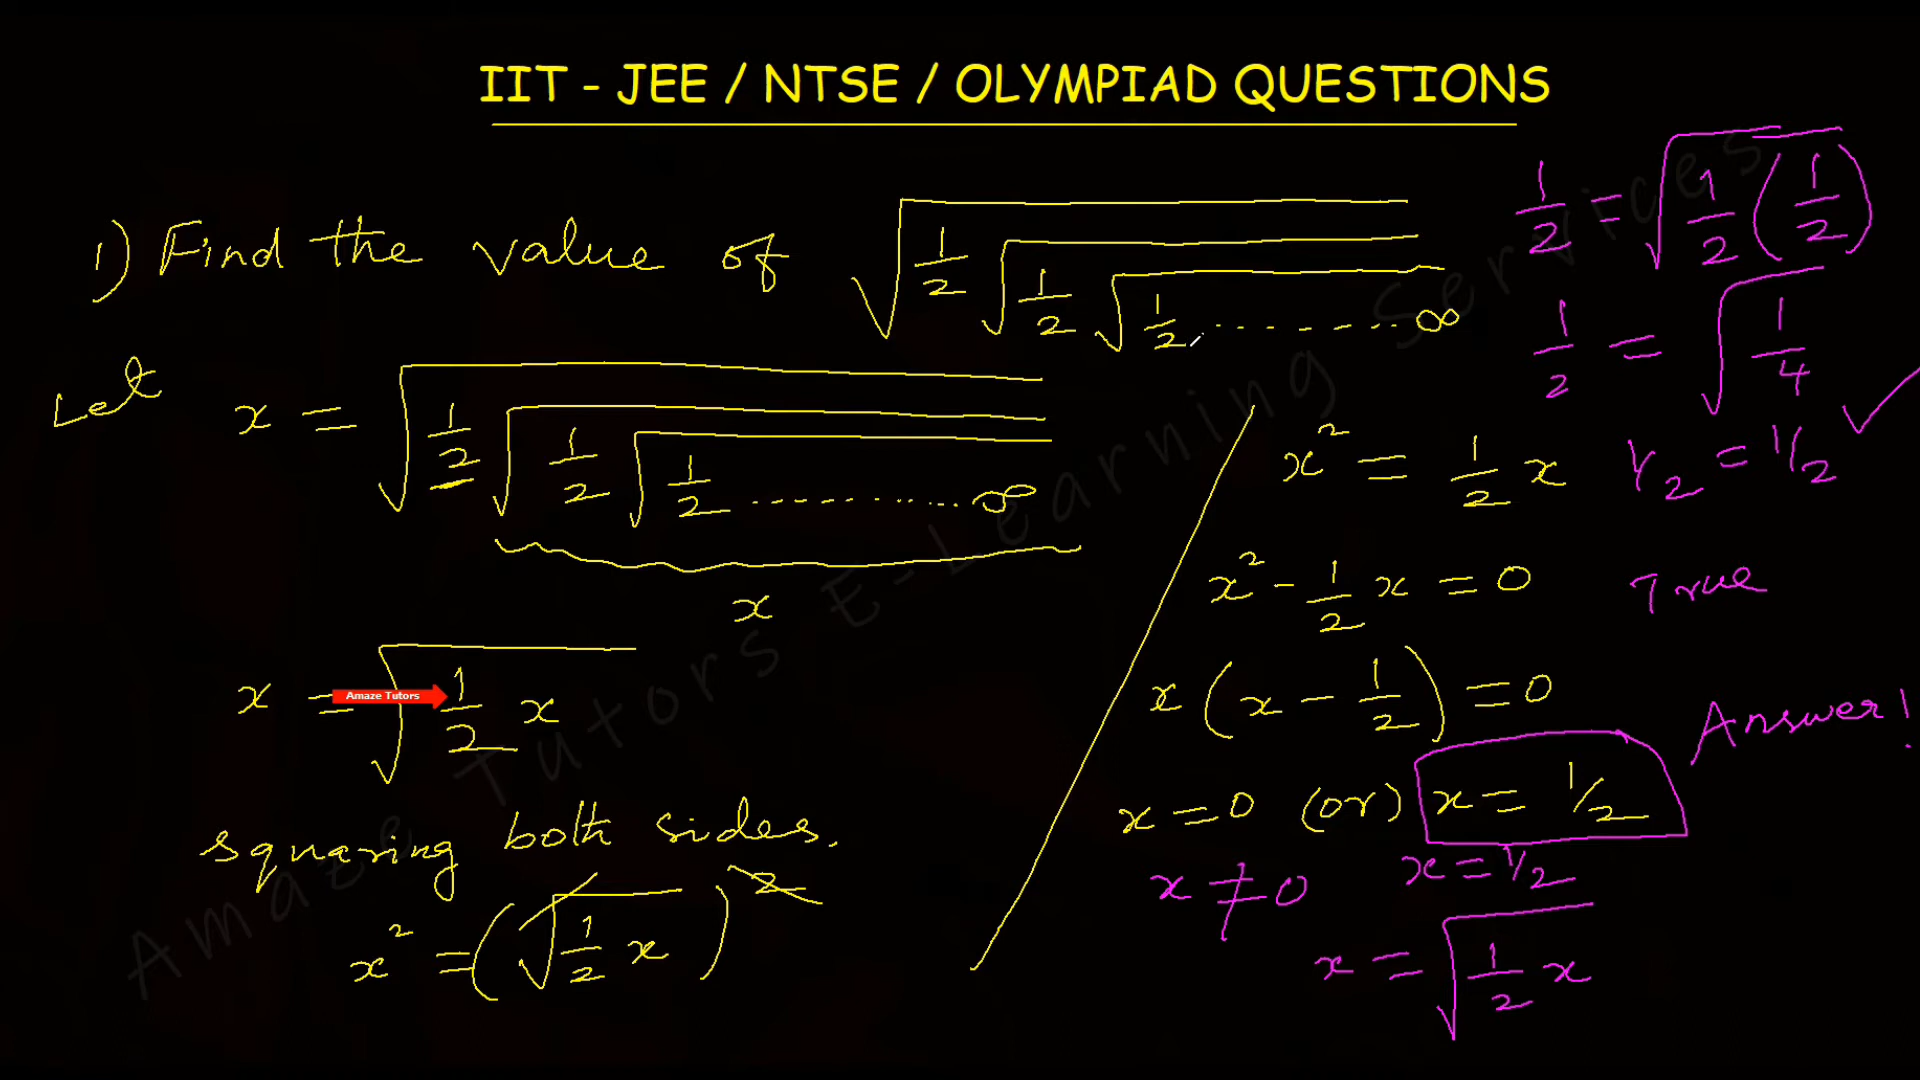 IIT - JEE / NTSE / OLYMPIAD QUESTIONS
1) Find the value of √(1/2 √(1/2 √(1/2 ........... ∞
Let x = √(1/2 √(1/2 √(1/2 ........... ∞
x
x = √(1/2 x)
Amaze Tutors
squaring both sides.
x² = (√(1/2 x))²
x² = 1/2 x
x² - 1/2 x = 0
x (x - 1/2) = 0
x = 0 (or) x = 1/2
x ≠ 0 x = 1/2
x = √(1/2 x)
1/2 = √(1/2 (1/2))
1/2 = √(1/4)
1/2 = 1/2
True
Answer!
Amaze Tutors E-Learning Services